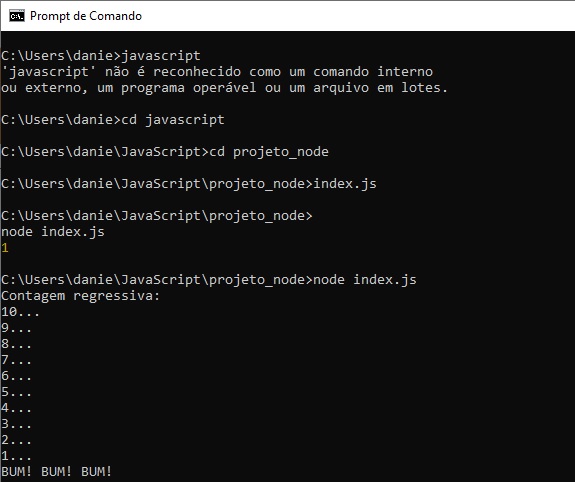 Prompt de Comando
C:\Users\danie>javascript
'javascript' não é reconhecido como um comando interno
ou externo, um programa operável ou um arquivo em lotes.
C:\Users\danie>cd javascript
C:\Users\danie\JavaScript>cd projeto_node
C:\Users\danie\JavaScript\projeto_node>index.js
C:\Users\danie\JavaScript\projeto_node>
node index.js
1
C:\Users\danie\JavaScript\projeto_node>node index.js
Contagem regressiva:
10...
9...
8...
7...
6...
5...
4...
3...
2...
1...
BUM! BUM! BUM!